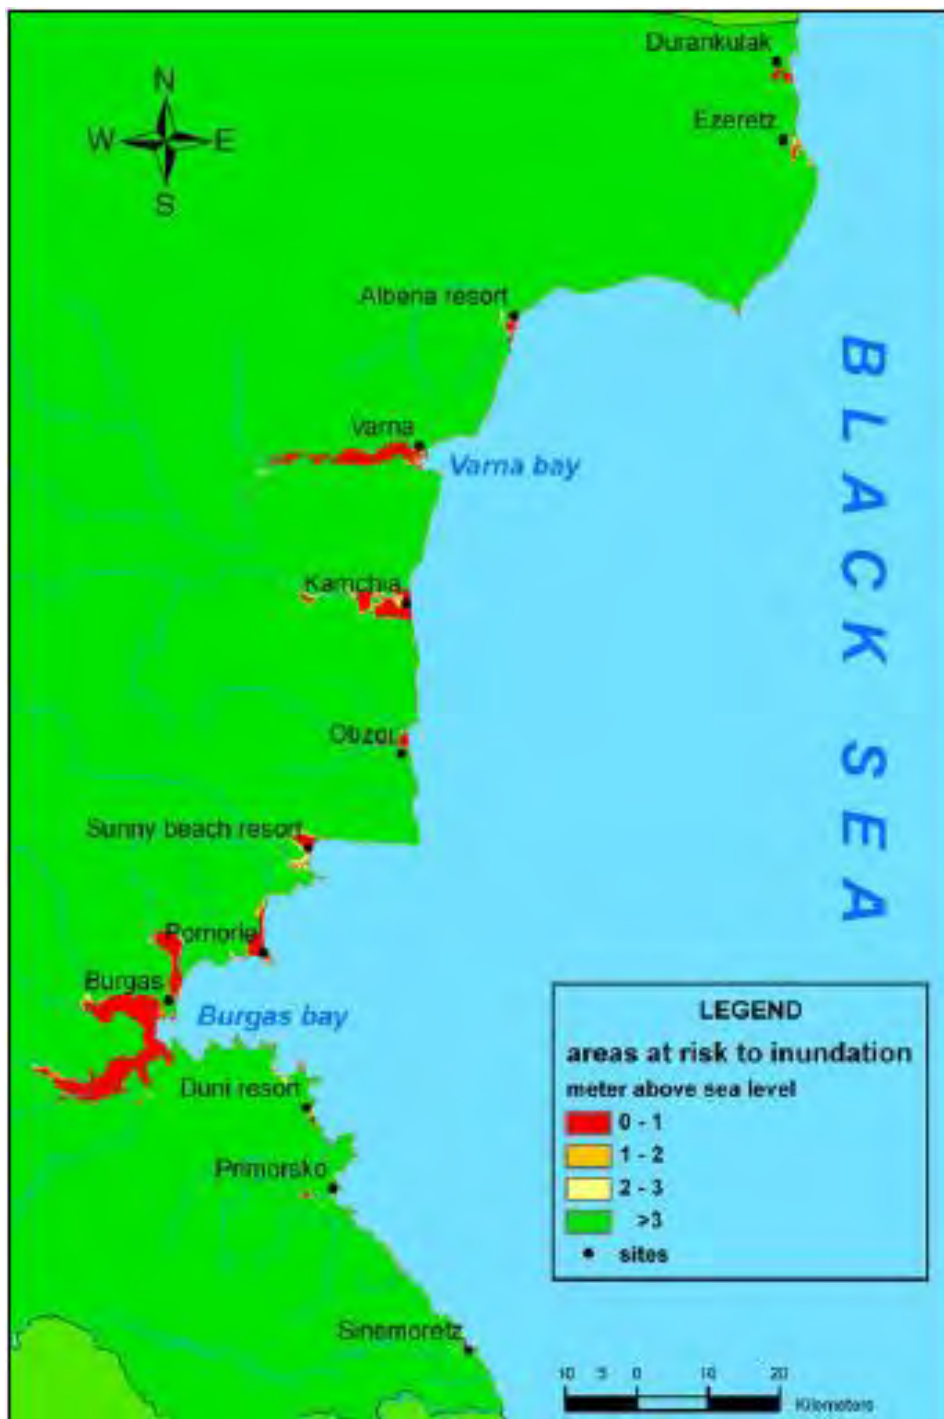 Durankulak
N
Ezeretz
W E
S
Albena resort
BLACK SEA
Varna
Varna bay
Kamchia
Obzor
Sunny beach resort
Pomorie
Burgas
Burgas bay
LEGEND
areas at risk to inundation
meter above sea level
0 - 1
1 - 2
2 - 3
>3
sites
Duni resort
Primorsko
Sinemoretz
10 5 0 10 20
Kilometers